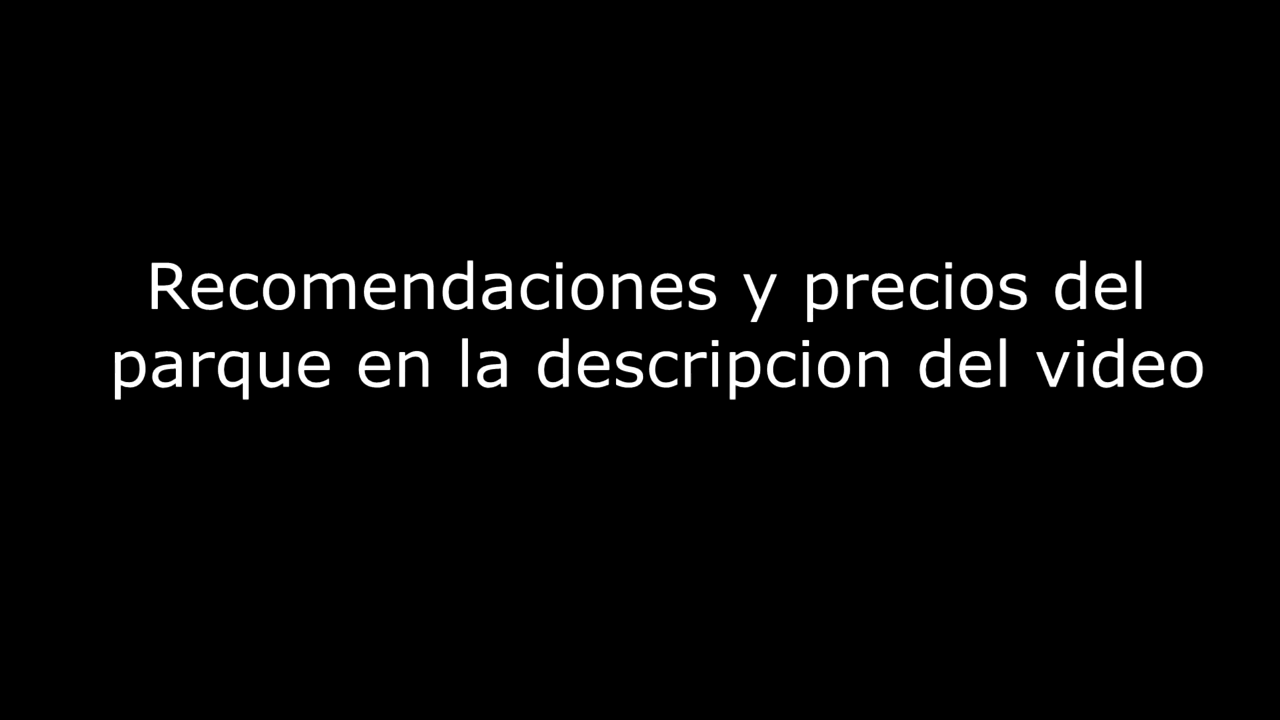 Recomendaciones y precios del
parque en la descripcion del video